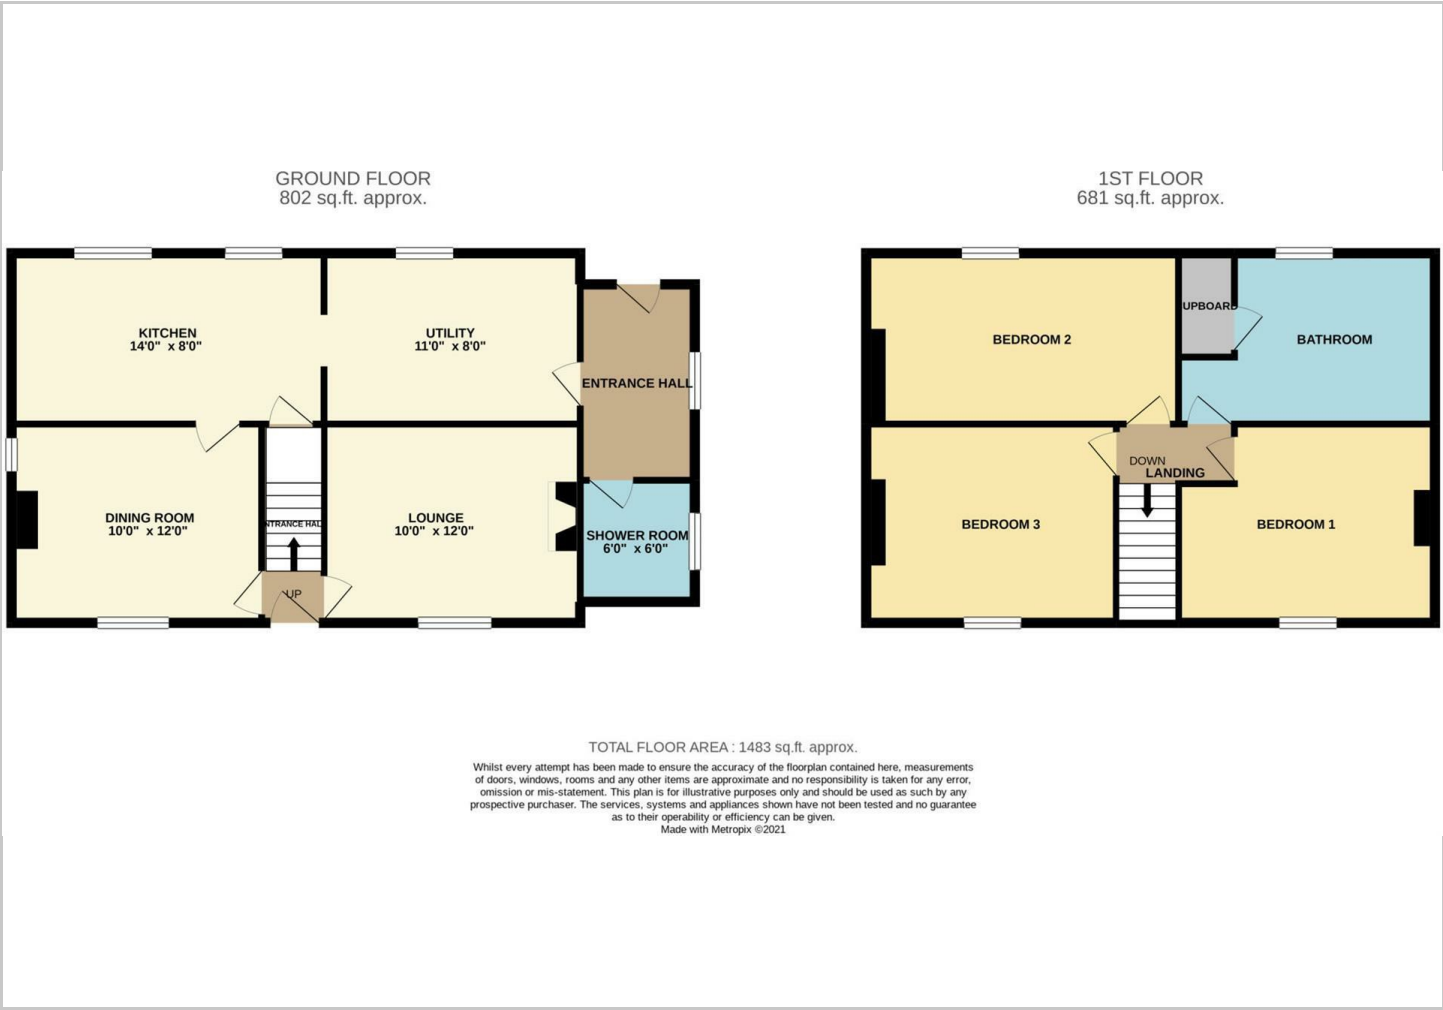 GROUND FLOOR
802 sq.ft. approx.
KITCHEN
14'0" x 8'0"
UTILITY
11'0" x 8'0"
ENTRANCE HALL
DINING ROOM
10'0" x 12'0"
NTRANCE HAL
UP
LOUNGE
10'0" x 12'0"
SHOWER ROOM
6'0" x 6'0"
1ST FLOOR
681 sq.ft. approx.
BEDROOM 2
UPBOARD
BATHROOM
DOWN
LANDING
BEDROOM 3
BEDROOM 1
TOTAL FLOOR AREA : 1483 sq.ft. approx.
Whilst every attempt has been made to ensure the accuracy of the floorplan contained here, measurements
of doors, windows, rooms and any other items are approximate and no responsibility is taken for any error,
omission or mis-statement. This plan is for illustrative purposes only and should be used as such by any
prospective purchaser. The services, systems and appliances shown have not been tested and no guarantee
as to their operability or efficiency can be given.
Made with Metropix ©2021